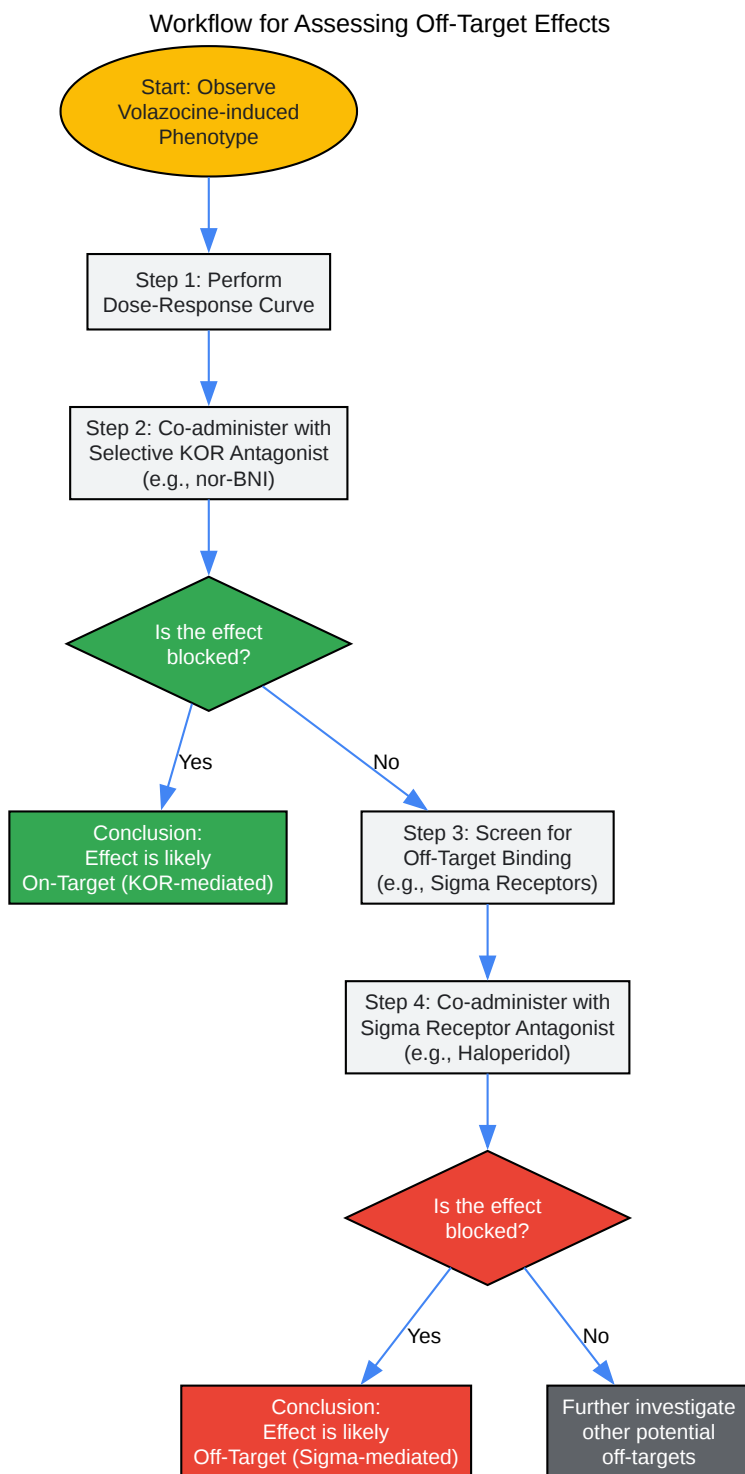 Workflow for Assessing Off-Target Effects
Start: Observe
Volazocine-induced
Phenotype
Step 1: Perform
Dose-Response Curve
Step 2: Co-administer with
Selective KOR Antagonist
(e.g., nor-BNI)
Is the effect
blocked?
Yes
No
Conclusion:
Effect is likely
On-Target (KOR-mediated)
Step 3: Screen for
Off-Target Binding
(e.g., Sigma Receptors)
Step 4: Co-administer with
Sigma Receptor Antagonist
(e.g., Haloperidol)
Is the effect
blocked?
Yes
No
Conclusion:
Effect is likely
Off-Target (Sigma-mediated)
Further investigate
other potential
off-targets